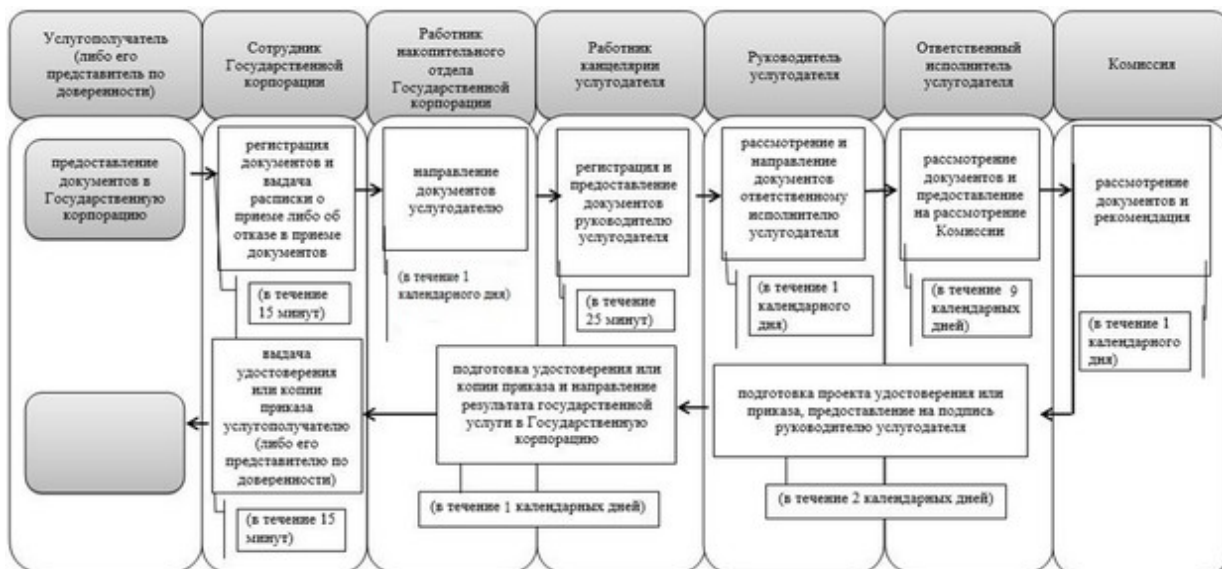 Услугополучатель
(либо его
представитель по
доверенности)
Сотрудник
Государственной
корпорации
Работник
накопительного
отдела
Государственной
корпорации
Работник
канцелярии
услугодателя
Руководитель
услугодателя
Ответственный
исполнитель
услугодателя
Комиссия
предоставление
документов в
Государственную
корпорацию
регистрация
документов и
выдача
расписки о
приеме либо об
отказе в приеме
документов
(в течение
15 минут)
направление
документов
услугодателю
(в течение 1
календарного дня)
регистрация и
предоставление
документов
руководителю
услугодателя
(в течение
25 минут)
рассмотрение и
направление
документов
ответственному
исполнителю
услугодателя
(в течение 1
календарного
дня)
рассмотрение
документов и
предоставление
на рассмотрение
Комиссии
(в течение 9
календарных
дней)
рассмотрение
документов и
рекомендация
(в течение 1
календарного
дня)
подготовка проекта удостоверения или
приказа, предоставление на подпись
руководителю услугодателя
(в течение 2 календарных дней)
подготовка удостоверения или
копии приказа и направление
результата государственной
услуги в Государственную
корпорацию
(в течение 1 календарных дней)
выдача
удостоверения
или копии
приказа
услугополучателю
(либо его
представителю по
доверенности)
(в течение 15
минут)